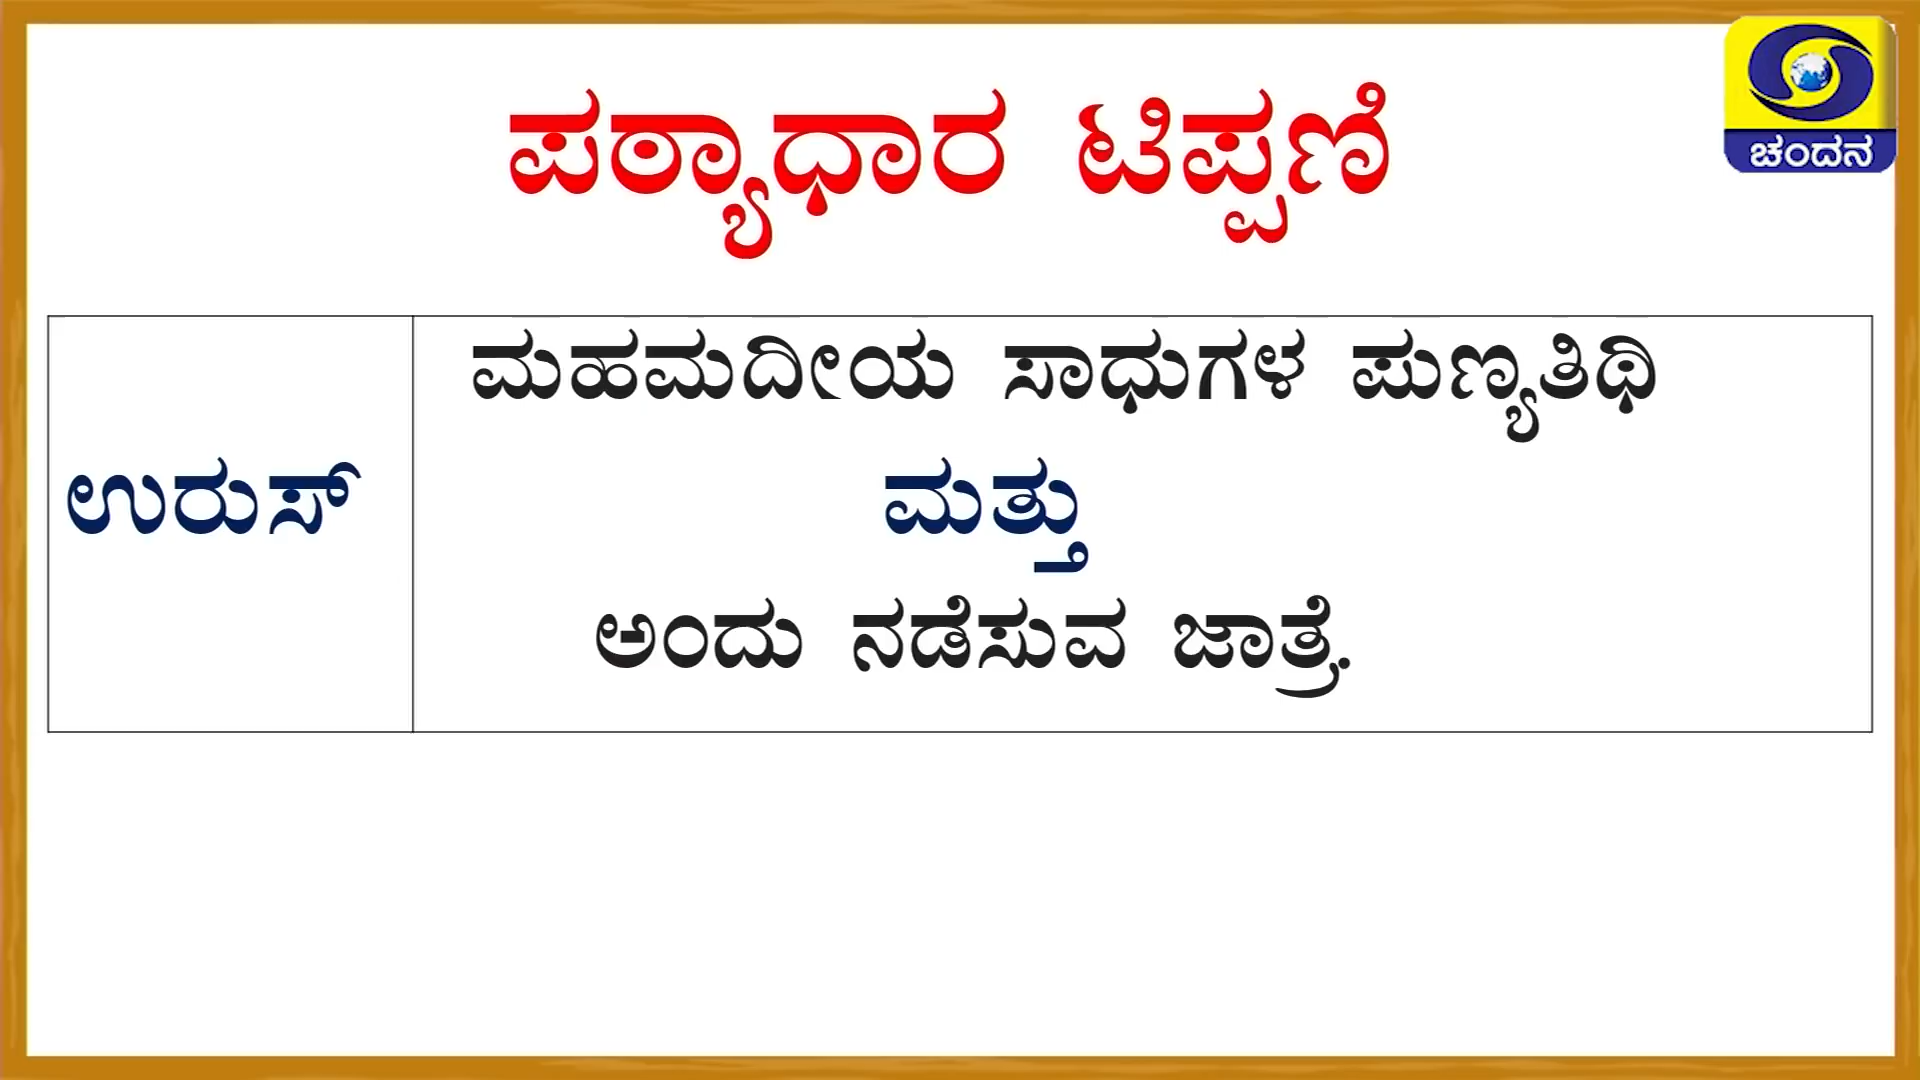 ಚಂದನ
ಪಠ್ಯಾಧಾರ ಟಿಪ್ಪಣಿ
ಮಹಮದೀಯ ಸಾಧುಗಳ ಪುಣ್ಯತಿಥಿ
ಉರುಸ್ ಮತ್ತು
ಅಂದು ನಡೆಸುವ ಜಾತ್ರೆ.